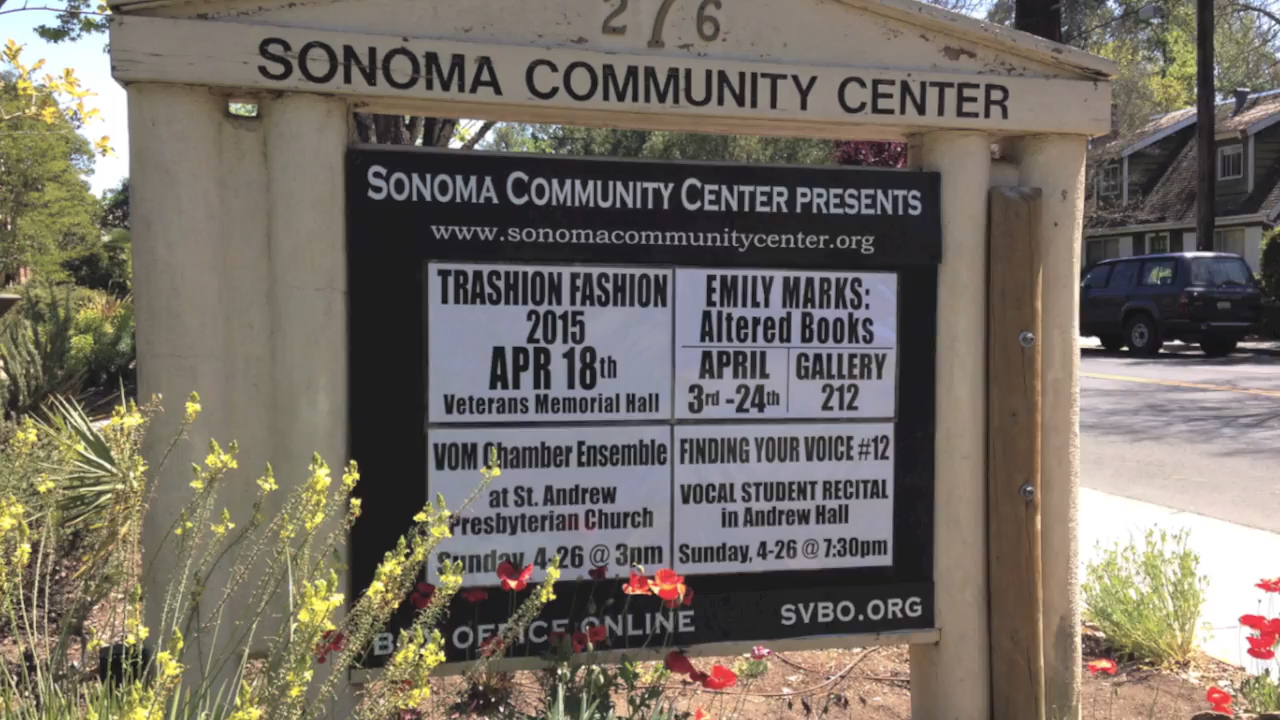 276
SONOMA COMMUNITY CENTER
SONOMA COMMUNITY CENTER PRESENTS
www.sonomacommunitycenter.org
TRASHION FASHION
2015
APR 18th
Veterans Memorial Hall
EMILY MARKS:
Altered Books
APRIL
3rd -24th
GALLERY
212
VOM Chamber Ensemble
at St. Andrew
Presbyterian Church
Sunday, 4-26 @ 3pm
FINDING YOUR VOICE #12
VOCAL STUDENT RECITAL
in Andrew Hall
Sunday, 4-26 @ 7:30pm
BOX OFFICE ONLINE
SVBO.ORG